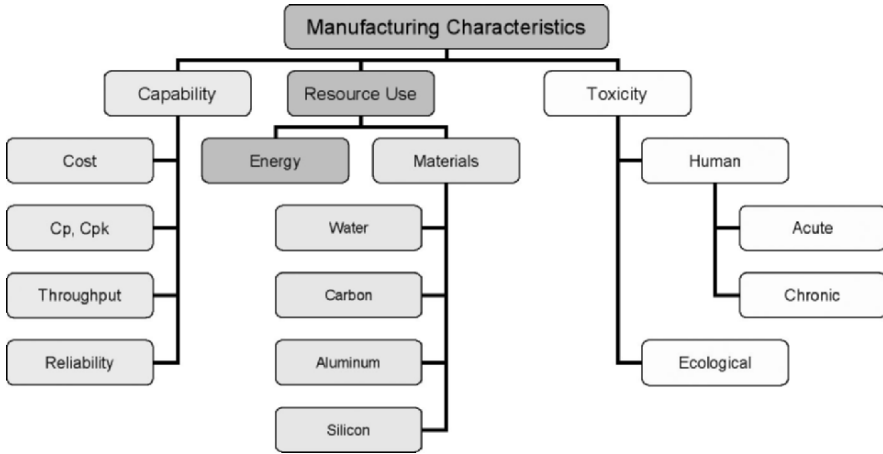 Manufacturing Characteristics
Capability
Resource Use
Toxicity
Cost
Energy
Materials
Human
Cp, Cpk
Water
Acute
Throughput
Carbon
Chronic
Reliability
Aluminum
Ecological
Silicon